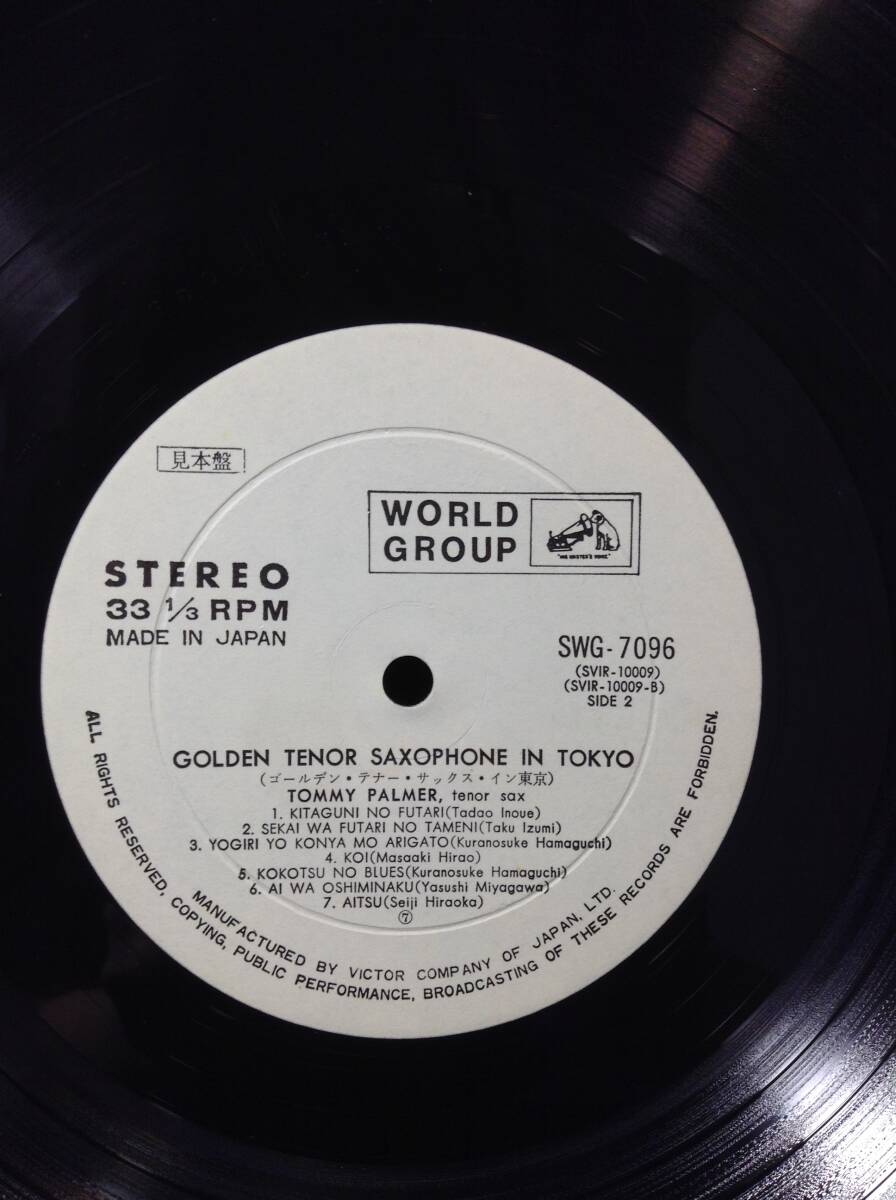 見本盤
WORLD
GROUP
"HIS MASTER'S VOICE"
STEREO
33 1/3 RPM
MADE IN JAPAN
SWG-7096
(SVIR-10009)
(SVIR-10009-B)
SIDE 2
GOLDEN TENOR SAXOPHONE IN TOKYO
(ゴールデン・テナー・サックス・イン東京)
TOMMY PALMER, tenor sax
1. KITAGUNI NO FUTARI(Tadao Inoue)
2. SEKAI WA FUTARI NO TAMENI(Taku Izumi)
3. YOGIRI YO KONYA MO ARIGATO(Kuranosuke Hamaguchi)
4. KOI(Masaaki Hirao)
5. KOKOTSU NO BLUES(Kuranosuke Hamaguchi)
6. AI WA OSHIMINAKU(Yasushi Miyagawa)
7. AITSU(Seiji Hiraoka)
⑦
MANUFACTURED BY VICTOR COMPANY OF JAPAN, LTD.
ALL RIGHTS RESERVED, COPYING, PUBLIC PERFORMANCE, BROADCASTING OF THESE RECORDS ARE FORBIDDEN.